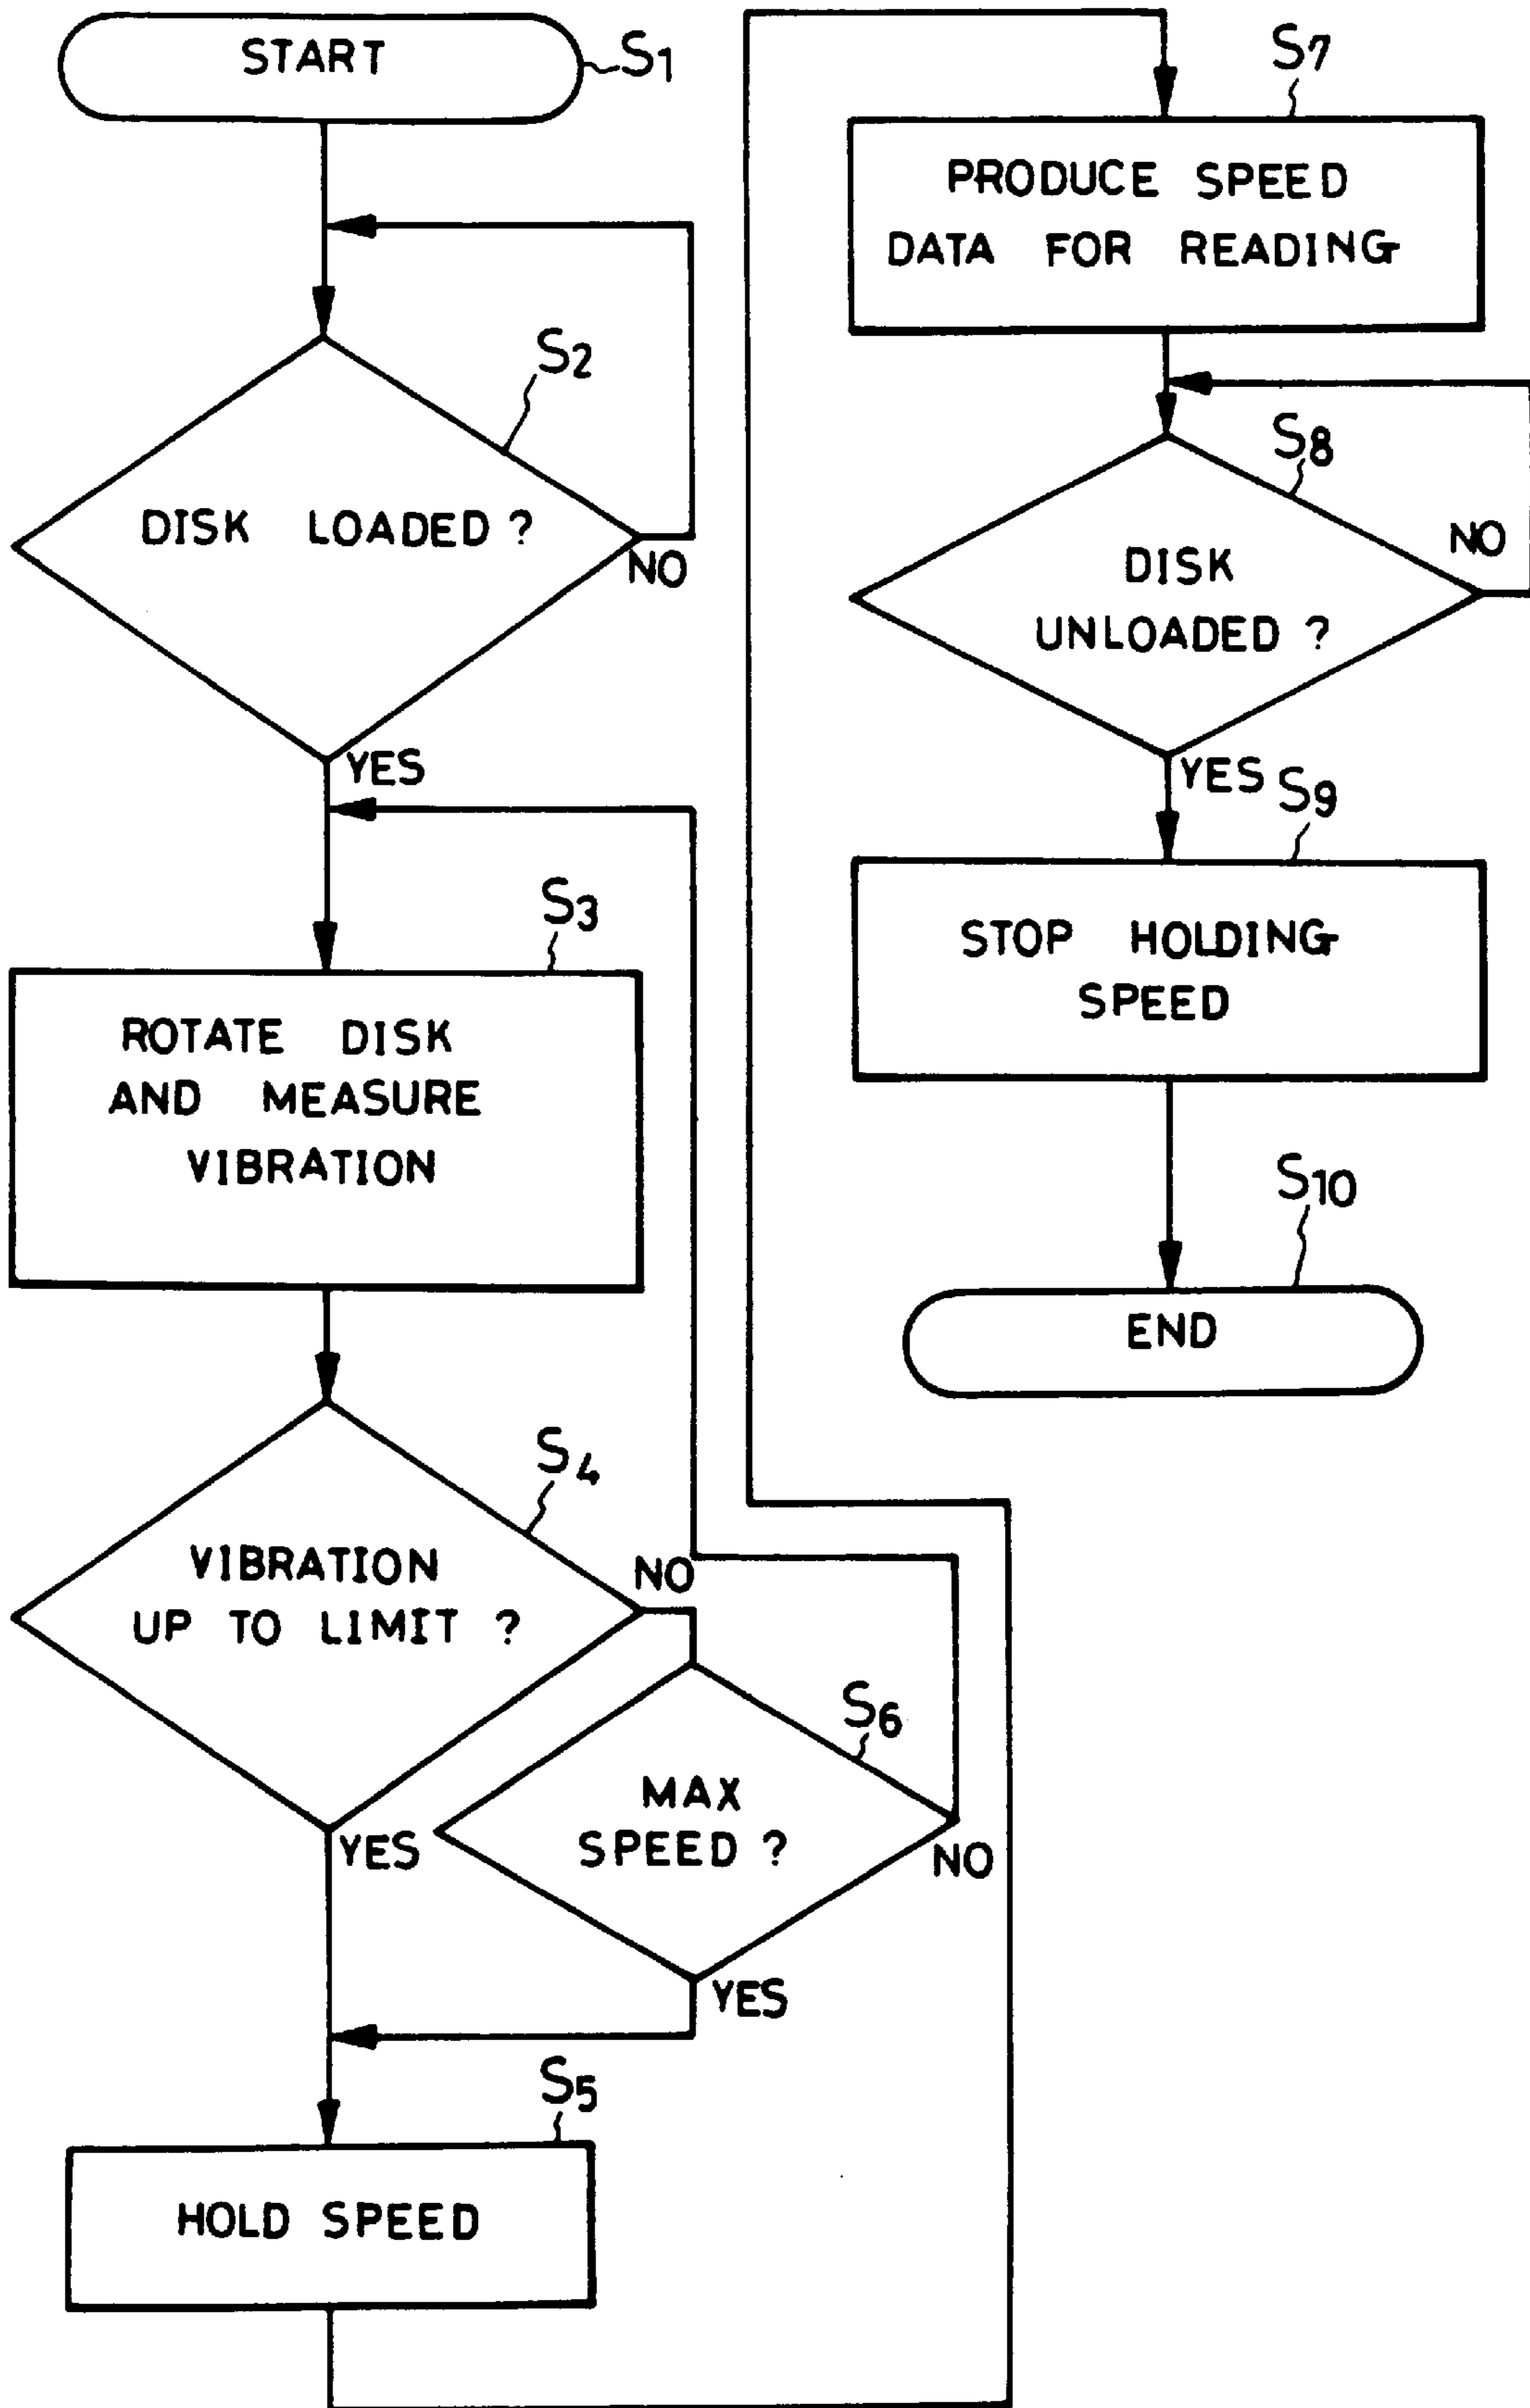 START
S1
S2
DISK LOADED ?
NO
YES
S3
ROTATE DISK
AND MEASURE
VIBRATION
S4
VIBRATION
UP TO LIMIT ?
NO
YES
S6
MAX
SPEED ?
NO
YES
S5
HOLD SPEED
S7
PRODUCE SPEED
DATA FOR READING
S8
DISK
UNLOADED ?
NO
YES
S9
STOP HOLDING
SPEED
S10
END